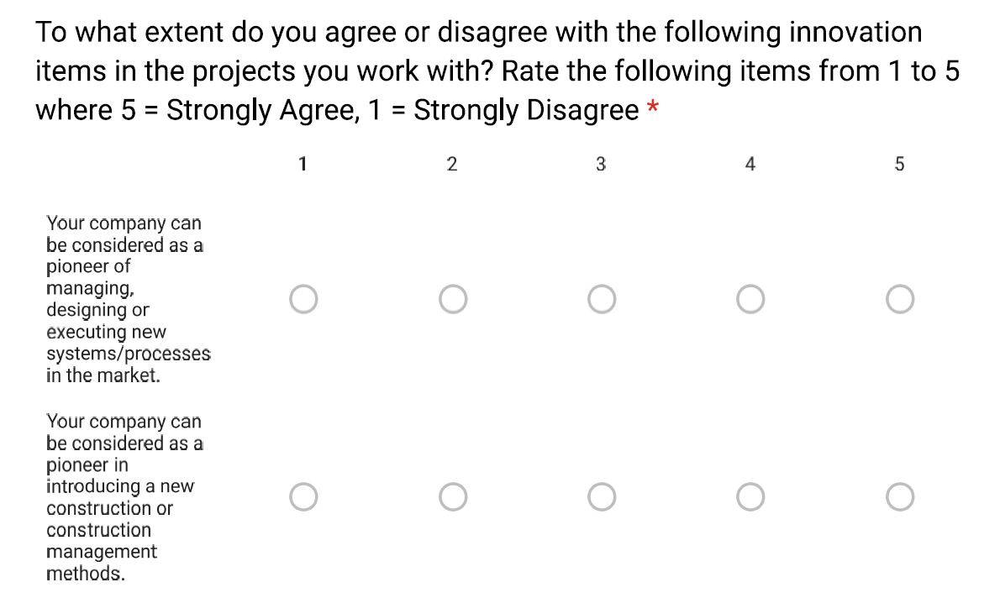 To what extent do you agree or disagree with the following innovation
items in the projects you work with? Rate the following items from 1 to 5
where 5 = Strongly Agree, 1 = Strongly Disagree *
1 2 3 4 5
Your company can
be considered as a
pioneer of
managing,
designing or
executing new
systems/processes
in the market.
Your company can
be considered as a
pioneer in
introducing a new
construction or
construction
management
methods.